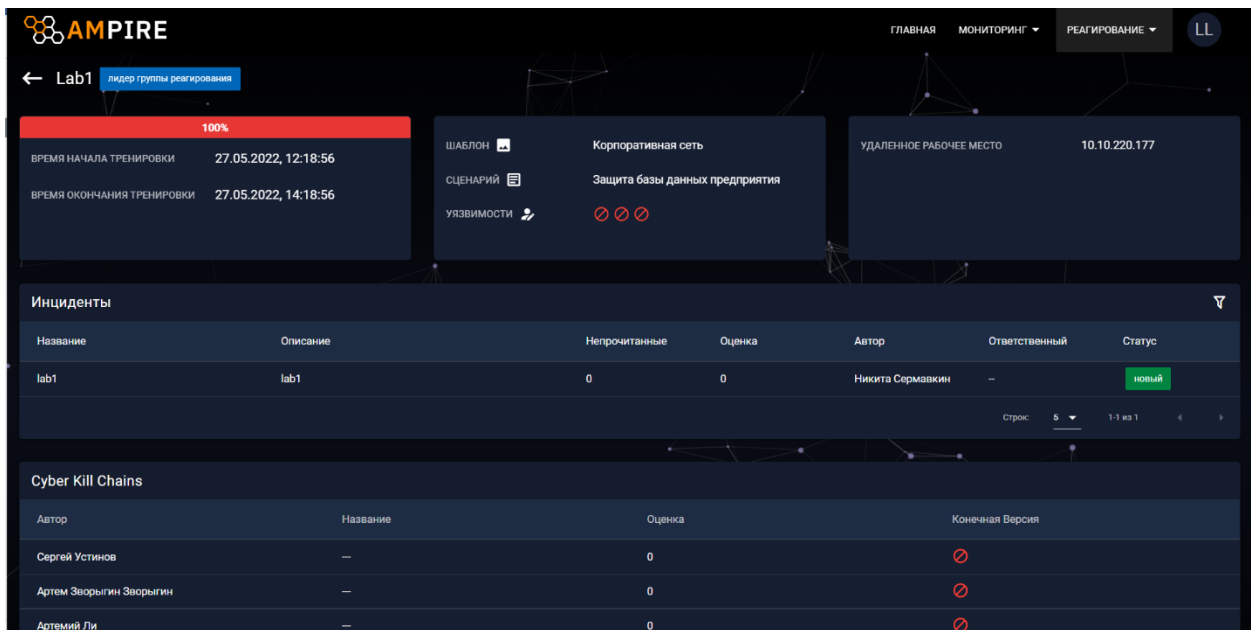 AMPIRE
ГЛАВНАЯ МОНИТОРИНГ РЕАГИРОВАНИЕ LL
Lab1 лидер группы реагирования
100%
ВРЕМЯ НАЧАЛА ТРЕНИРОВКИ 27.05.2022, 12:18:56
ВРЕМЯ ОКОНЧАНИЯ ТРЕНИРОВКИ 27.05.2022, 14:18:56
ШАБЛОН Корпоративная сеть
СЦЕНАРИЙ Защита базы данных предприятия
УЯЗВИМОСТИ
УДАЛЕННОЕ РАБОЧЕЕ МЕСТО 10.10.220.177
Инциденты
Название Описание Непрочитанные Оценка Автор Ответственный Статус
lab1 lab1 0 0 Никита Сермавкин — новый
Строк: 5 1-1 из 1
Cyber Kill Chains
Автор Название Оценка Конечная Версия
Сергей Устинов — 0
Артем Зворыгин Зворыгин — 0
Артемий Ли — 0